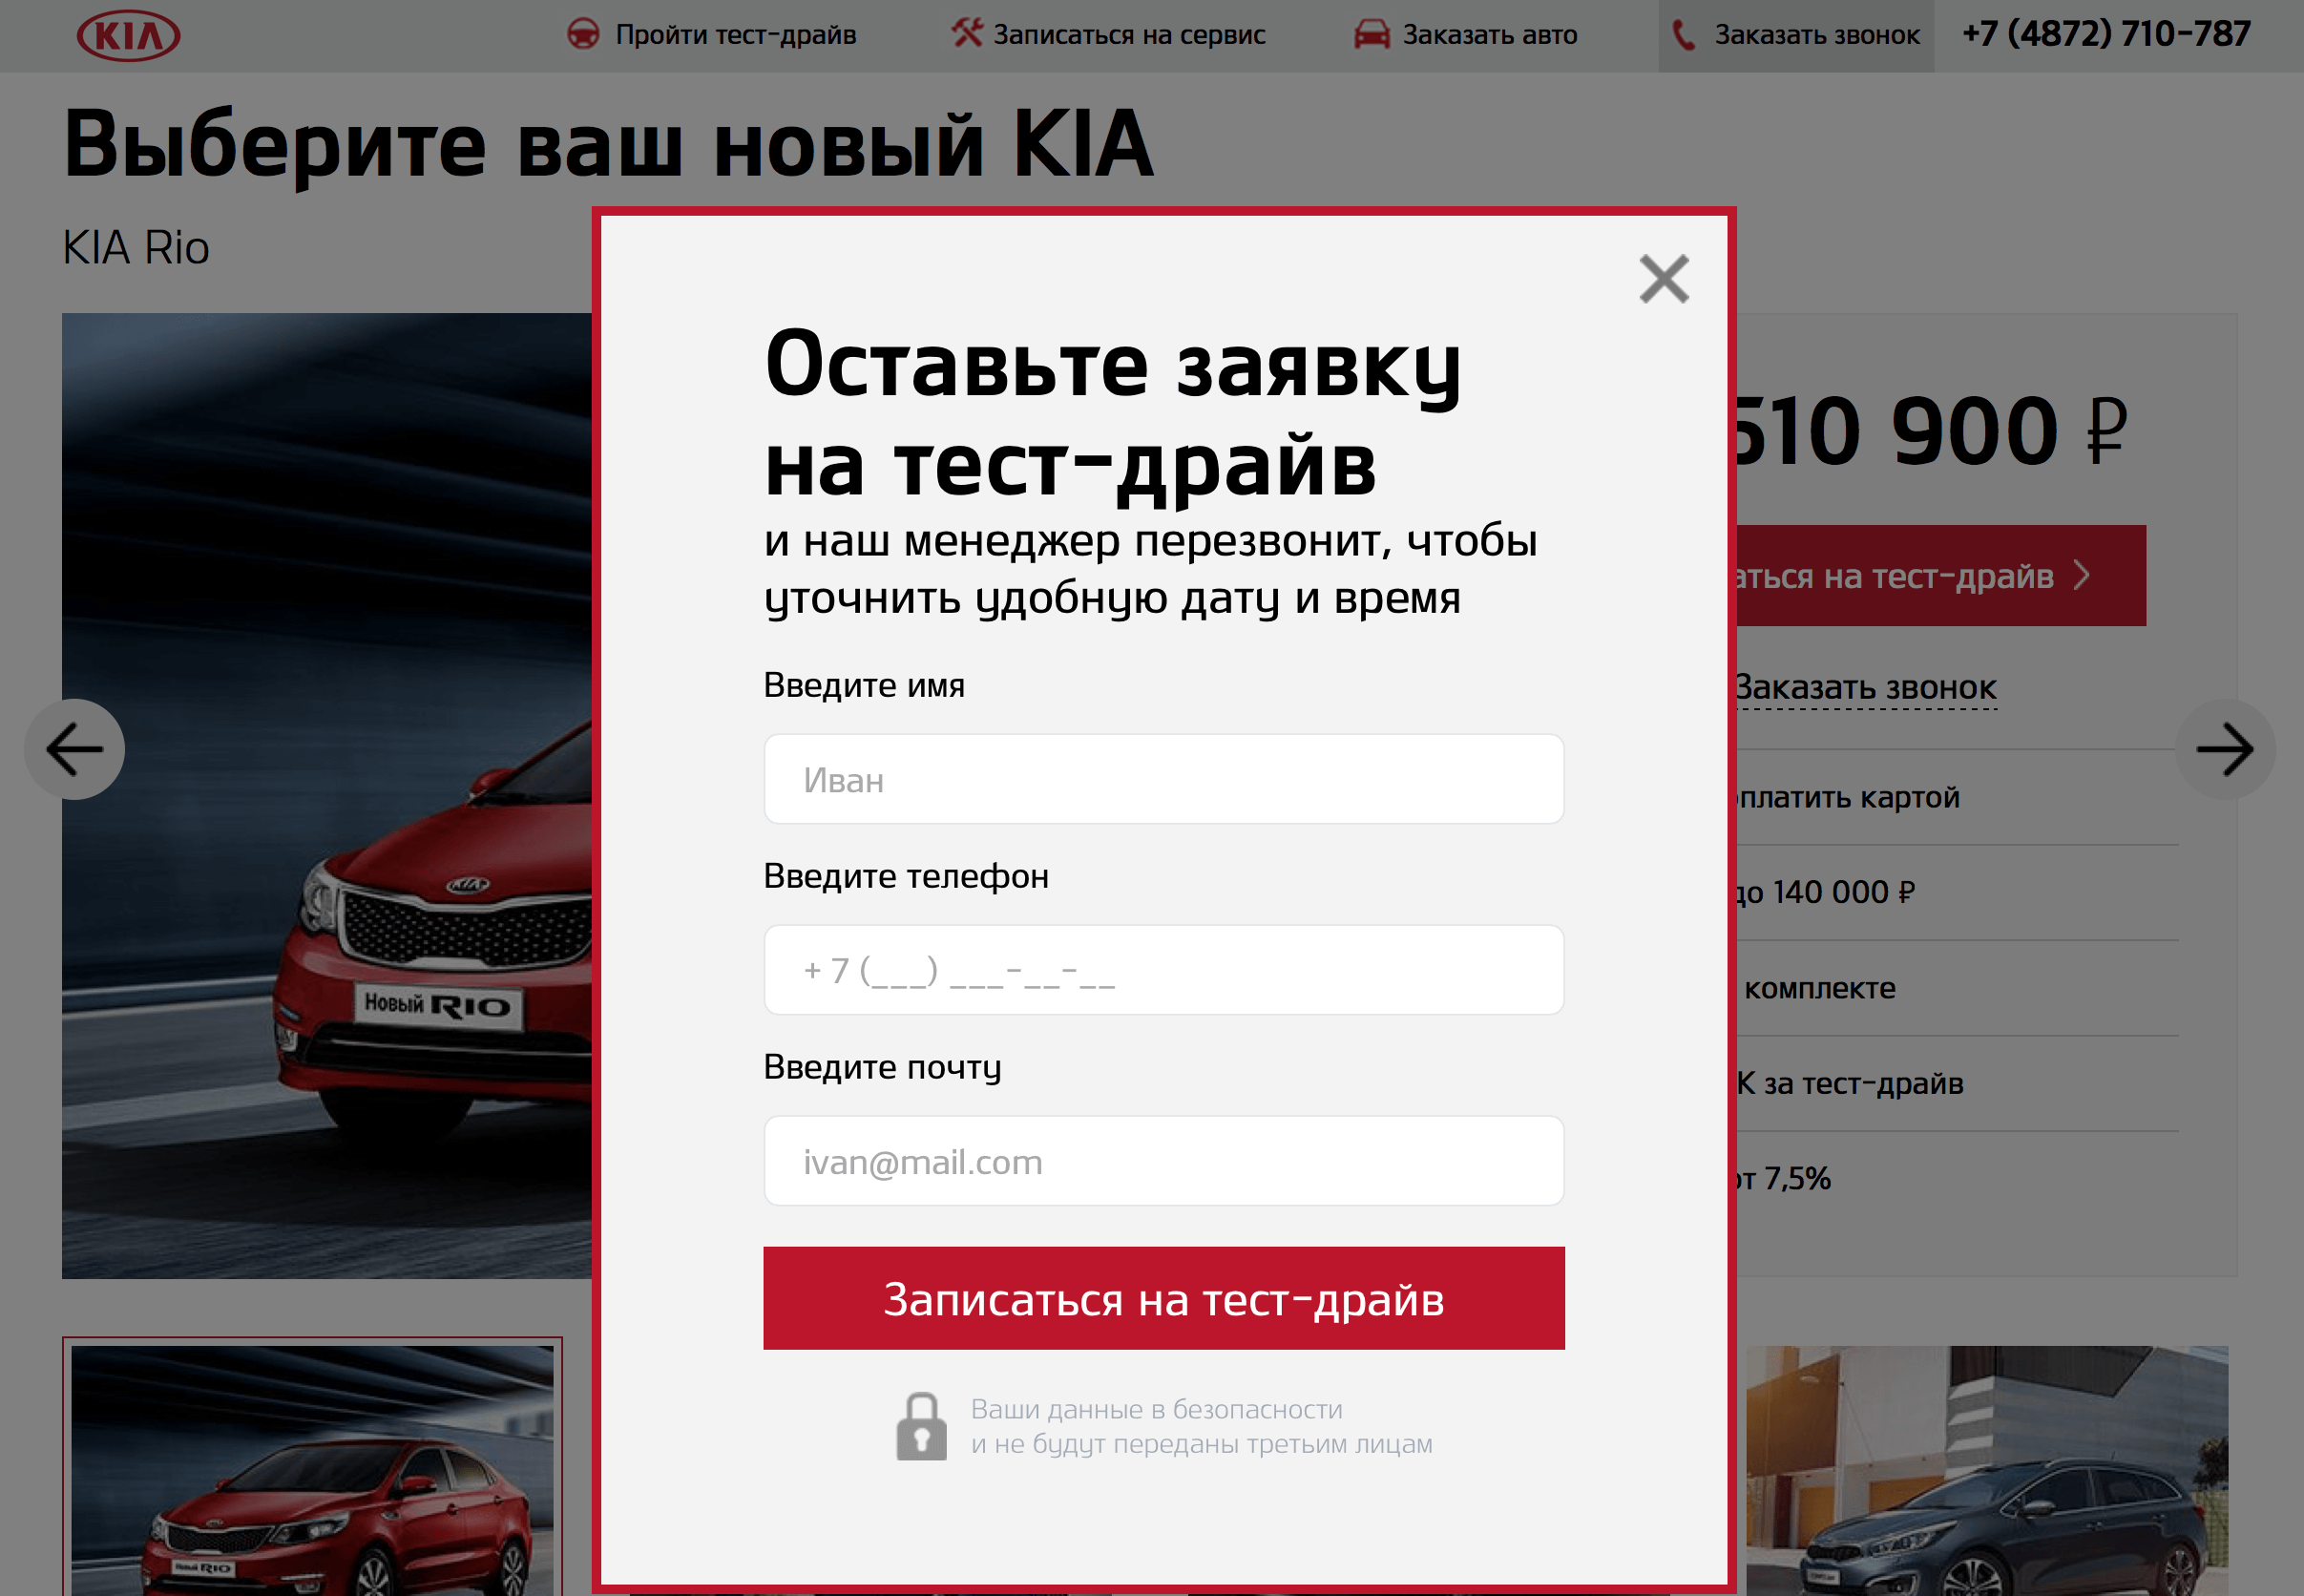 KIA
Пройти тест-драйв
Записаться на сервис
Заказать авто
Заказать звонок
+7 (4872) 710-787
Выберите ваш новый KIA
KIA Rio
Оставьте заявку
на тест-драйв
и наш менеджер перезвонит, чтобы
уточнить удобную дату и время
Введите имя
Иван
Введите телефон
+ 7 (___) ___-__-__
Введите почту
ivan@mail.com
Записаться на тест-драйв
Ваши данные в безопасности
и не будут переданы третьим лицам
510 900 ₽
на тест-драйв
Заказать звонок
картой
до 140 000 ₽
комплекте
за тест-драйв
от 7,5%
KIA
Новый RIO
Новый RIO